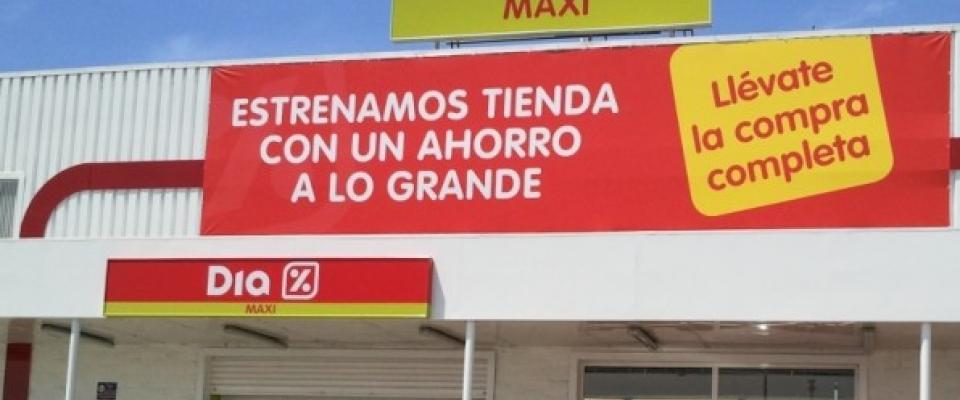 MAXI
ESTRENAMOS TIENDA
CON UN AHORRO
A LO GRANDE
Llévate
la compra
completa
Dia %
MAXI